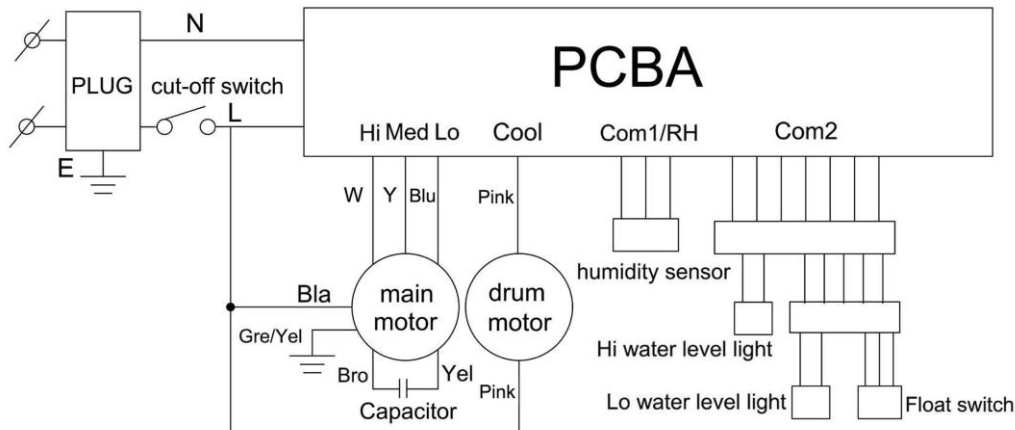 N
PCBA
PLUG
cut-off switch
L
E
Hi Med Lo
Cool
Com1/RH
Com2
W
Y
Blu
Pink
humidity sensor
Bla
main
motor
drum
motor
Gre/Yel
Hi water level light
Bro
Yel
Capacitor
Pink
Lo water level light
Float switch